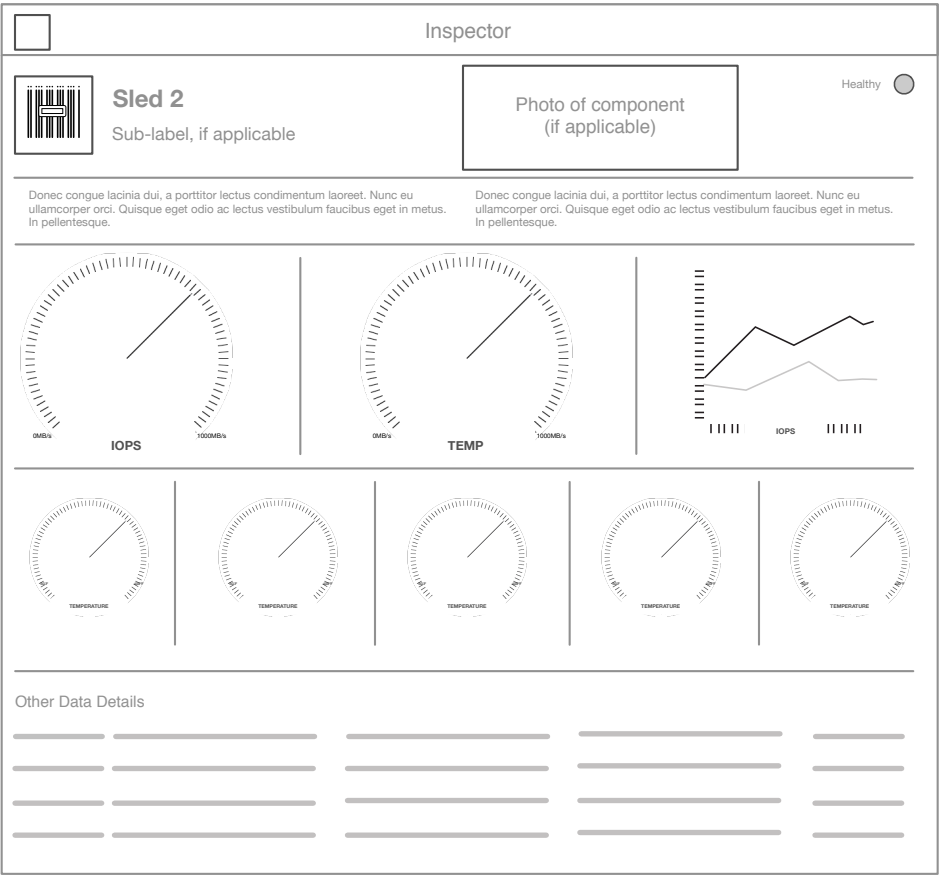 Inspector
Sled 2
Sub-label, if applicable
Photo of component
(if applicable)
Healthy
Donec congue lacinia dui, a porttitor lectus condimentum laoreet. Nunc eu
ullamcorper orci. Quisque eget odio ac lectus vestibulum faucibus eget in metus.
In pellentesque.
Donec congue lacinia dui, a porttitor lectus condimentum laoreet. Nunc eu
ullamcorper orci. Quisque eget odio ac lectus vestibulum faucibus eget in metus.
In pellentesque.
0MB/s
1000MB/s
IOPS
0MB/s
1000MB/s
TEMP
IOPS
TEMPERATURE
TEMPERATURE
TEMPERATURE
TEMPERATURE
TEMPERATURE
Other Data Details